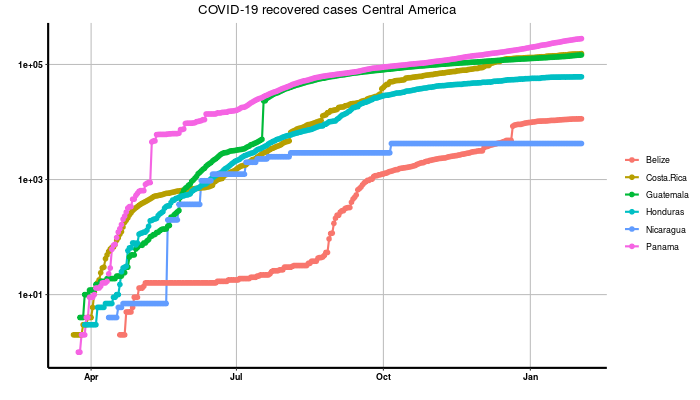 COVID-19 recovered cases Central America
1e+05
1e+03
1e+01
Apr
Jul
Oct
Jan
Belize
Costa.Rica
Guatemala
Honduras
Nicaragua
Panama